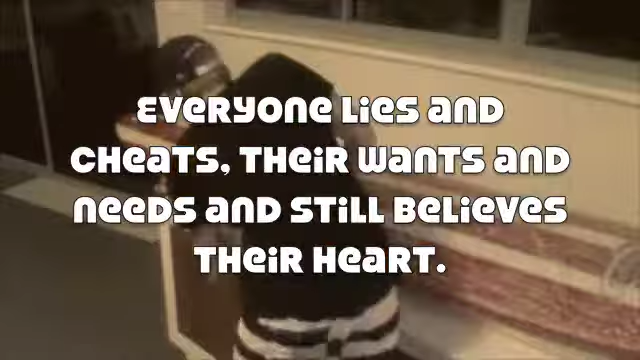 Everyone lies and
cheats, their wants and
needs and still believes
their heart.